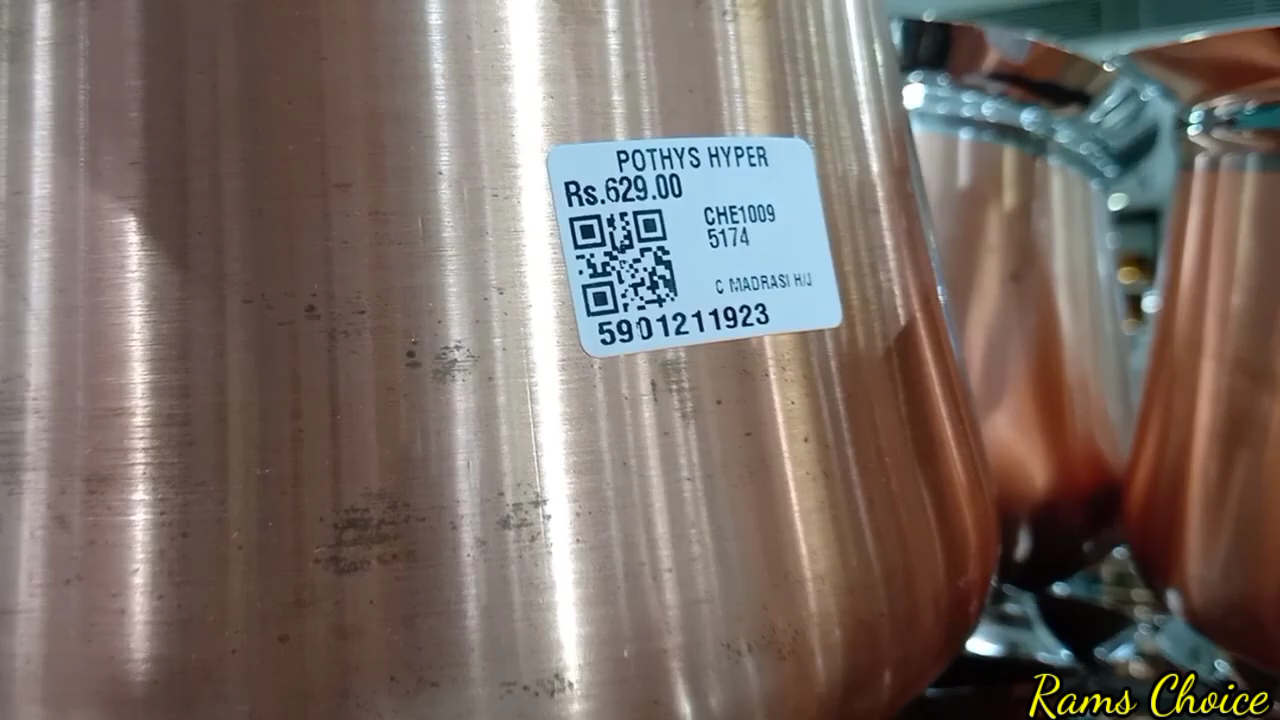 POTHYS HYPER
Rs.629.00
CHE1009
5174
C MADRASI H/J
5901211923
Rams Choice